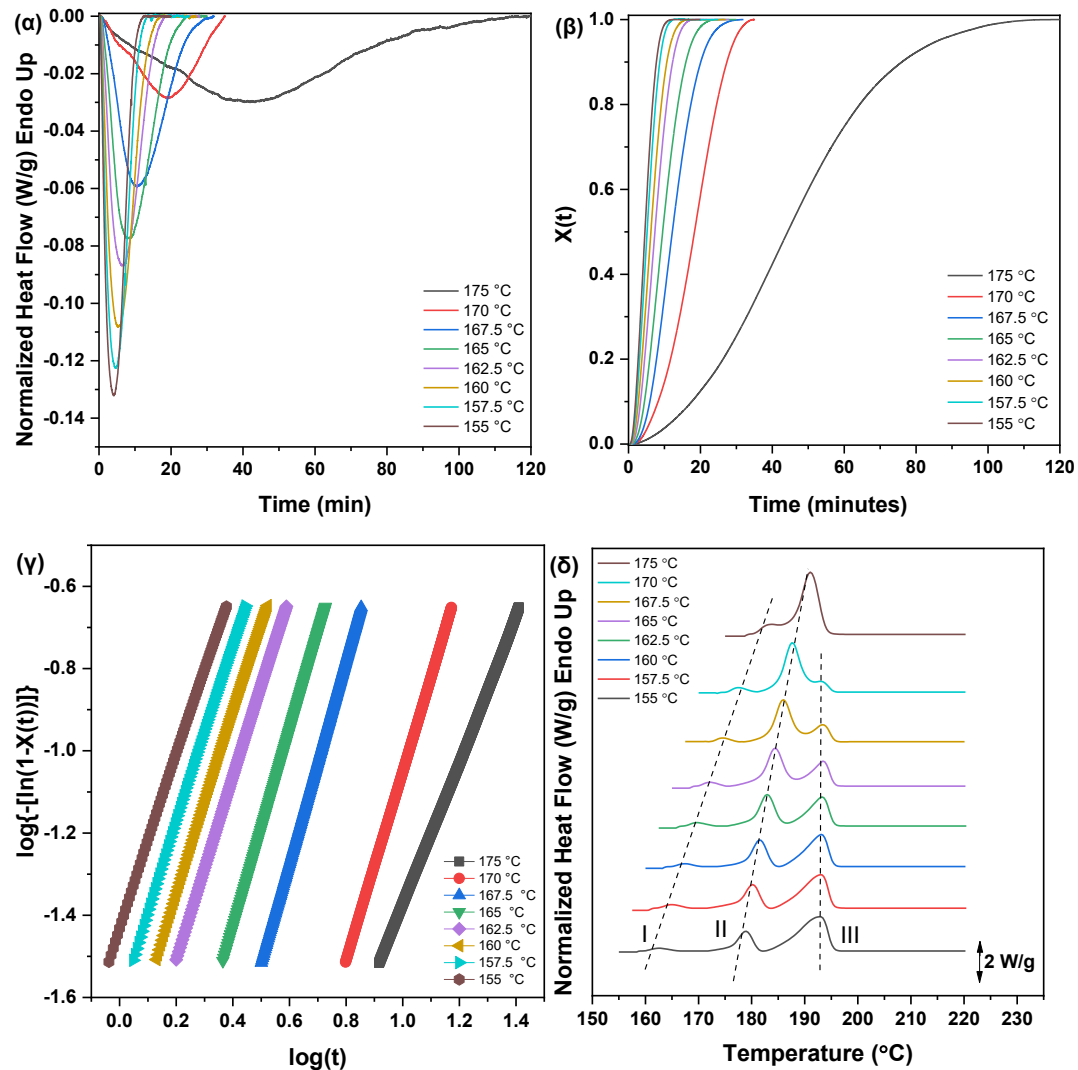 (α)
Normalized Heat Flow (W/g) Endo Up
0.00
-0.02
-0.04
-0.06
-0.08
-0.10
-0.12
-0.14
175 °C
170 °C
167.5 °C
165 °C
162.5 °C
160 °C
157.5 °C
155 °C
0 20 40 60 80 100 120
Time (min)
(β)
X(t)
1.0
0.8
0.6
0.4
0.2
0.0
175 °C
170 °C
167.5 °C
165 °C
162.5 °C
160 °C
157.5 °C
155 °C
0 20 40 60 80 100 120
Time (minutes)
(γ)
log{-[ln(1-X(t))]}
-0.6
-0.8
-1.0
-1.2
-1.4
-1.6
175 °C
170 °C
167.5 °C
165 °C
162.5 °C
160 °C
157.5 °C
155 °C
0.0 0.2 0.4 0.6 0.8 1.0 1.2 1.4
log(t)
(δ)
Normalized Heat Flow (W/g) Endo Up
175 °C
170 °C
167.5 °C
165 °C
162.5 °C
160 °C
157.5 °C
155 °C
I II III
2 W/g
150 160 170 180 190 200 210 220 230
Temperature (°C)